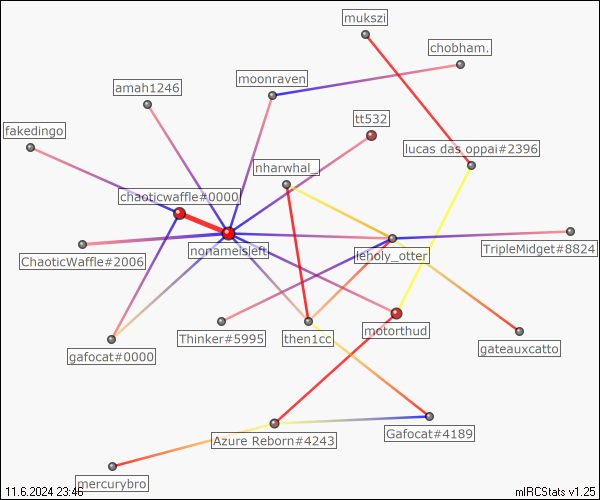 mukszi
chobham.
moonraven
amah1246
tt532
fakedingo
lucas das oppai#2396
nharwhal_
chaoticwaffle#0000
nonameisleft
leholy_otter
TripleMidget#8824
ChaoticWaffle#2006
motorthud
Thinker#5995
then1cc
gateauxcatto
gafocat#0000
Gafocat#4189
Azure Reborn#4243
mercurybro
11.6.2024 23:46
mIRCStats v1.25